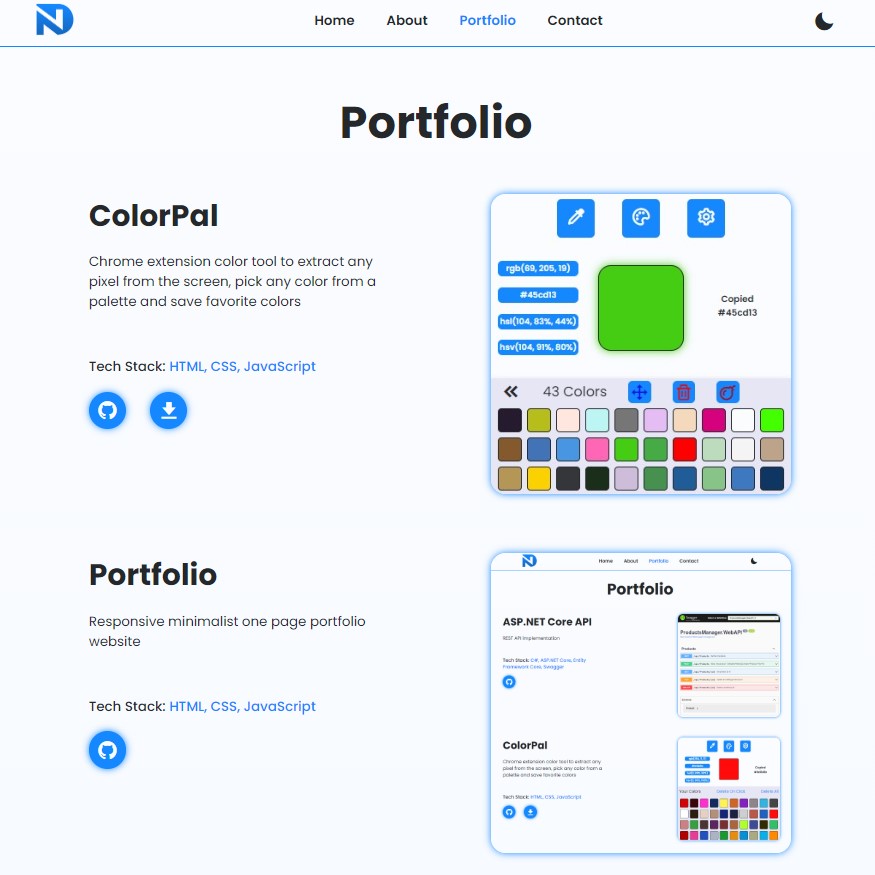 ND
Home About Portfolio Contact
Portfolio
ColorPal
Chrome extension color tool to extract any
pixel from the screen, pick any color from a
palette and save favorite colors
Tech Stack: HTML, CSS, JavaScript
rgb(69, 205, 19)
#45cd13
hsl(104, 83%, 44%)
hsv(104, 91%, 80%)
Copied
#45cd13
43 Colors
Portfolio
Responsive minimalist one page portfolio
website
Tech Stack: HTML, CSS, JavaScript
ND
Home About Portfolio Contact
Portfolio
ASP.NET Core API
REST API Implementation
Tech Stack: C#, ASP.NET Core, Entity
Framework Core, Swagger
ProductsManager.WebAPI
Products
ColorPal
Chrome extension color tool to extract any
pixel from the screen, pick any color from a
palette and save favorite colors
Tech Stack: HTML, CSS, JavaScript
Copied
Your Colors